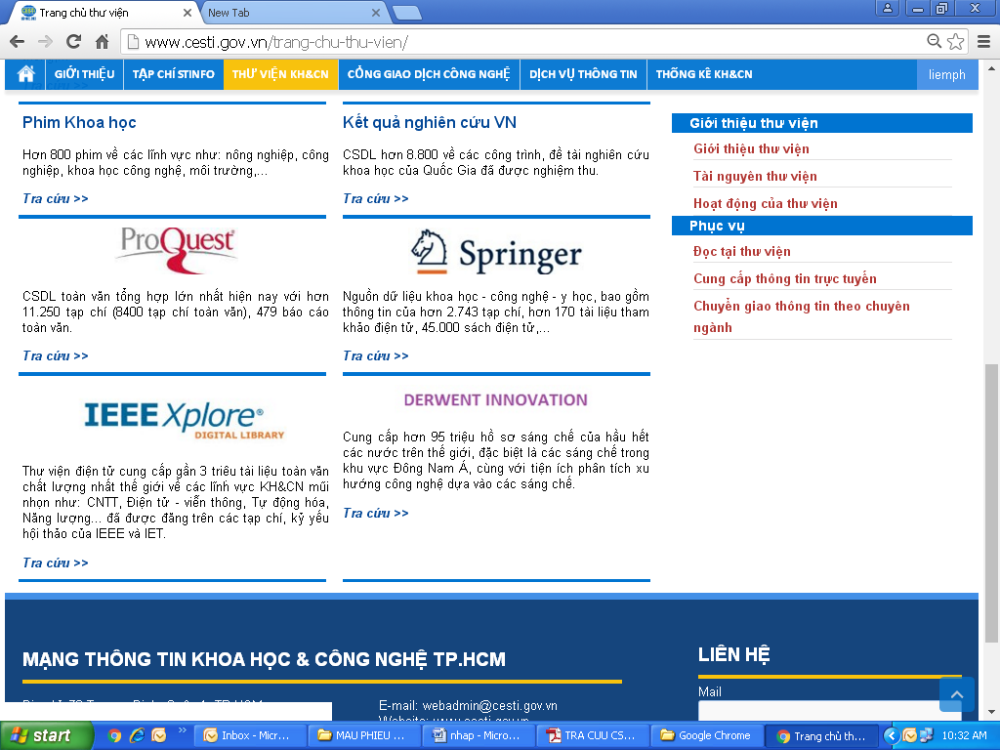 Trang chủ thư viện
New Tab
www.cesti.gov.vn/trang-chu-thu-vien/
GIỚI THIỆU
TẠP CHÍ STINFO
THƯ VIỆN KH&CN
CỔNG GIAO DỊCH CÔNG NGHỆ
DỊCH VỤ THÔNG TIN
THỐNG KÊ KH&CN
liemph
Phim Khoa học
Hơn 800 phim về các lĩnh vực như: nông nghiệp, công
nghiệp, khoa học công nghệ, môi trường,...
Tra cứu >>
Kết quả nghiên cứu VN
CSDL hơn 8.800 về các công trình, đề tài nghiên cứu
khoa học của Quốc Gia đã được nghiệm thu.
Tra cứu >>
ProQuest
CSDL toàn văn tổng hợp lớn nhất hiện nay với hơn
11.250 tạp chí (8400 tạp chí toàn văn), 479 báo cáo
toàn văn.
Tra cứu >>
Springer
Nguồn dữ liệu khoa học - công nghệ - y học, bao gồm
thông tin của hơn 2.743 tạp chí, hơn 170 tài liệu tham
khảo điện tử, 45.000 sách điện tử,...
Tra cứu >>
IEEE Xplore®
DIGITAL LIBRARY
Thư viện điện tử cung cấp gần 3 triêu tài liệu toàn văn
chất lượng nhất thế giới về các lĩnh vực KH&CN mũi
nhọn như: CNTT, Điện tử - viễn thông, Tự động hóa,
Năng lượng... đã được đăng trên các tạp chí, kỷ yếu
hội thảo của IEEE và IET.
Tra cứu >>
DERWENT INNOVATION
Cung cấp hơn 95 triệu hồ sơ sáng chế của hầu hết
các nước trên thế giới, đặc biệt là các sáng chế trong
khu vực Đông Nam Á, cùng với tiện ích phân tích xu
hướng công nghệ dựa vào các sáng chế.
Tra cứu >>
Giới thiệu thư viện
Giới thiệu thư viện
Tài nguyên thư viện
Hoạt động của thư viện
Phục vụ
Đọc tại thư viện
Cung cấp thông tin trực tuyến
Chuyển giao thông tin theo chuyên
ngành
MẠNG THÔNG TIN KHOA HỌC & CÔNG NGHỆ TP.HCM
E-mail: webadmin@cesti.gov.vn
LIÊN HỆ
Mail
start
Inbox - Micr...
MAU PHIEU ...
nhap - Micro...
TRA CUU CS...
Google Chrome
Trang chủ th...
10:32 AM